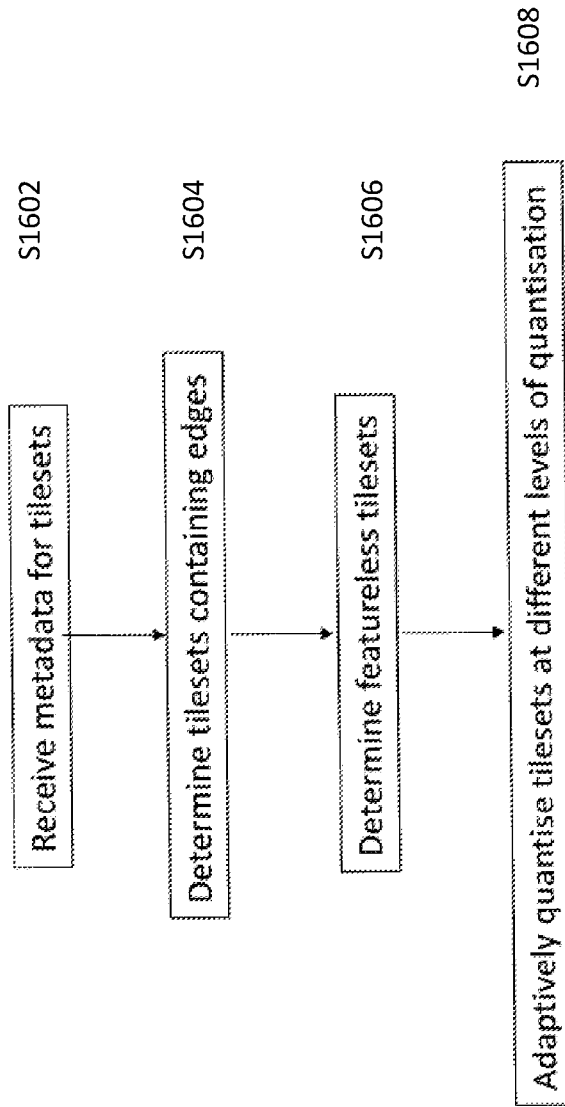 Receive metadata for tilesets
S1602
Determine tilesets containing edges
S1604
Determine featureless tilesets
S1606
Adaptively quantise tilesets at different levels of quantisation
S1608